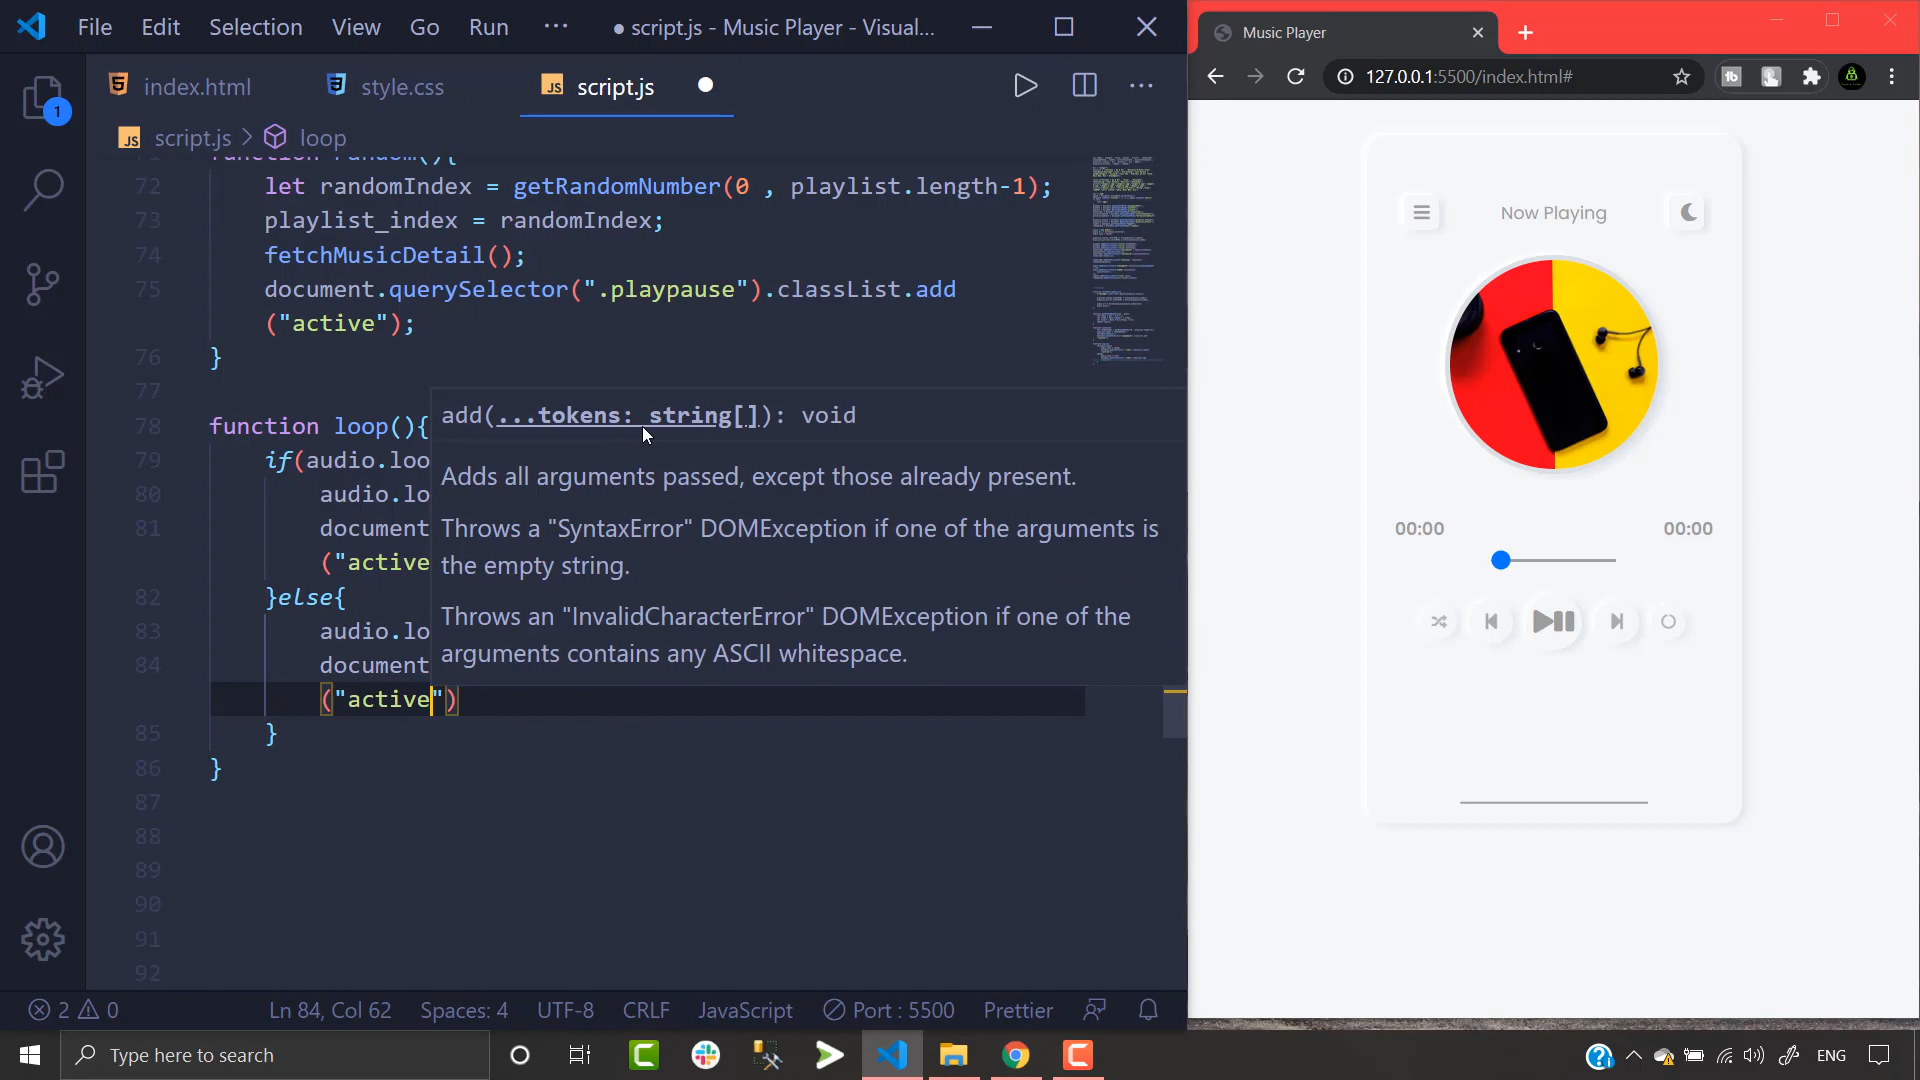 File Edit Selection View Go Run ··· ● script.js - Music Player - Visual...
index.html style.css JS script.js
JS script.js > loop
function random(){
72 let randomIndex = getRandomNumber(0 , playlist.length-1);
73 playlist_index = randomIndex;
74 fetchMusicDetail();
75 document.querySelector(".playpause").classList.add
("active");
76 }
77
add(...tokens: string[]): void
78 function loop(){
79 if(audio.loo
Adds all arguments passed, except those already present.
80 audio.lo
81 document
Throws a "SyntaxError" DOMException if one of the arguments is
the empty string.
("active
82 }else{
Throws an "InvalidCharacterError" DOMException if one of the
arguments contains any ASCII whitespace.
83 audio.lo
84 document
("active")
85 }
86 }
87
88
89
90
91
92
1
2 0 Ln 84, Col 62 Spaces: 4 UTF-8 CRLF JavaScript Port : 5500 Prettier
Music Player
127.0.0.1:5500/index.html#
Now Playing
00:00 00:00
Type here to search
ENG